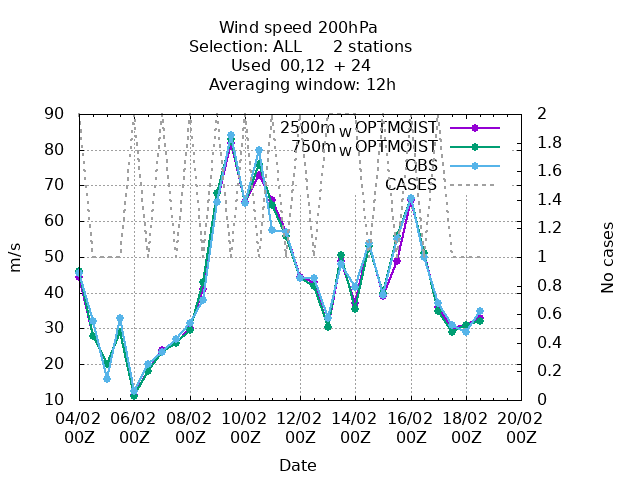 Wind speed 200hPa
Selection: ALL 2 stations
Used 00,12 + 24
Averaging window: 12h
2500m WOPTMOIST
750m WOPTMOIST
OBS
CASES
90
80
70
60
50
40
30
20
10
m/s
2
1.8
1.6
1.4
1.2
1
0.8
0.6
0.4
0.2
0
No cases
04/02 06/02 08/02 10/02 12/02 14/02 16/02 18/02 20/02
00Z 00Z 00Z 00Z 00Z 00Z 00Z 00Z 00Z
Date